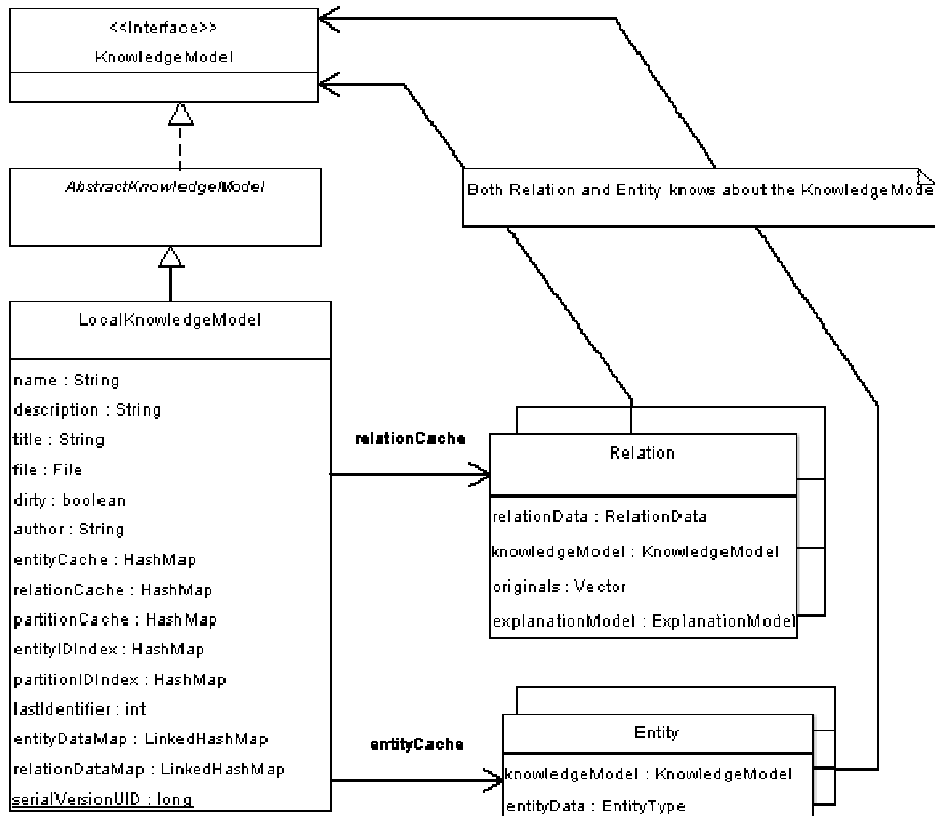 <<Interface>>
KnowledgeModel
AbstractKnowledgeModel
Both Relation and Entity knows about the KnowledgeMode
LocalKnowledgeModel
name : String
description : String
title : String
file : File
dirty : boolean
author : String
entityCache : HashMap
relationCache : HashMap
partitionCache : HashMap
entityIDIndex : HashMap
partitionIDIndex : HashMap
lastIdentifier : int
entityDataMap : LinkedHashMap
relationDataMap : LinkedHashMap
serialVersionUID : long
relationCache
Relation
relationData : RelationData
knowledgeModel : KnowledgeModel
originals : Vector
explanationModel : ExplanationModel
entityCache
Entity
knowledgeModel : KnowledgeModel
entityData : EntityType